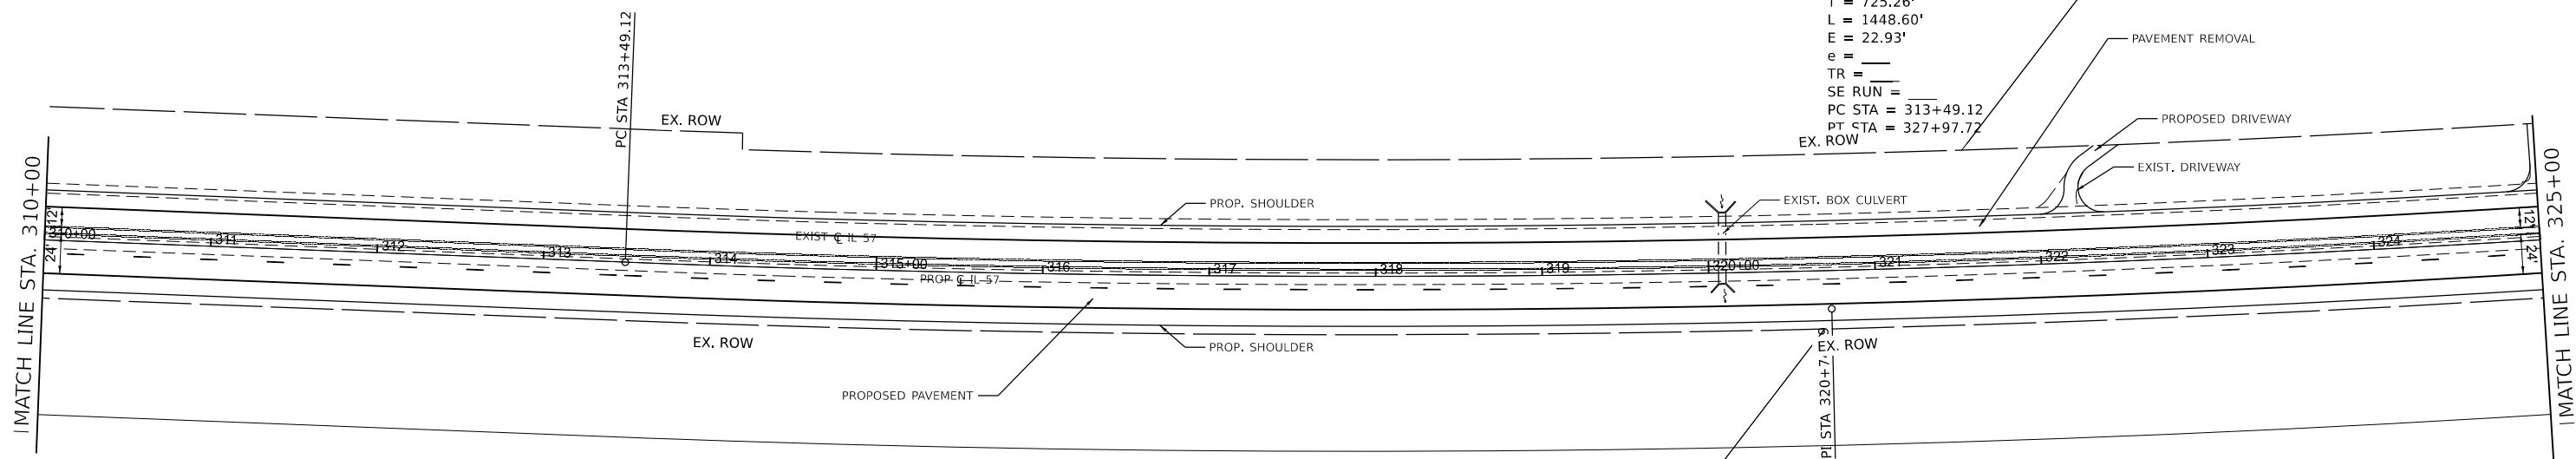 T = 725.26'
L = 1448.60'
E = 22.93'
e = ____
TR = ____
SE RUN = ____
PC STA = 313+49.12
PT STA = 327+97.72
PC STA 313+49.12
EX. ROW
EX. ROW
PAVEMENT REMOVAL
PROPOSED DRIVEWAY
EXIST. DRIVEWAY
EXIST. BOX CULVERT
PROP. SHOULDER
MATCH LINE STA. 310+00
12'
24'
EXIST ℄ IL 57
310+00
311
312
313
314
315+00
316
317
318
319
320+00
321
322
323
324
12'
24'
MATCH LINE STA. 325+00
PROP ℄ IL 57
EX. ROW
PROP. SHOULDER
EX. ROW
PROPOSED PAVEMENT
PI STA 320+7